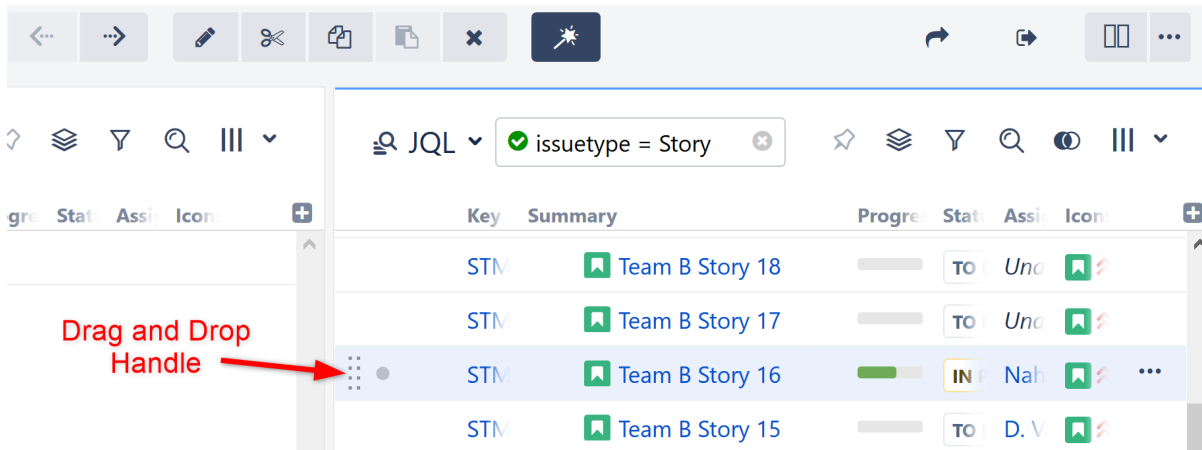 JQL
issuetype = Story
gre Stat Assi Icon
Key Summary Progre Stat Assi Icon
STM Team B Story 18 TO Una
STM Team B Story 17 TO Una
Drag and Drop
Handle
STM Team B Story 16 IN P Nah
STM Team B Story 15 TO D. V